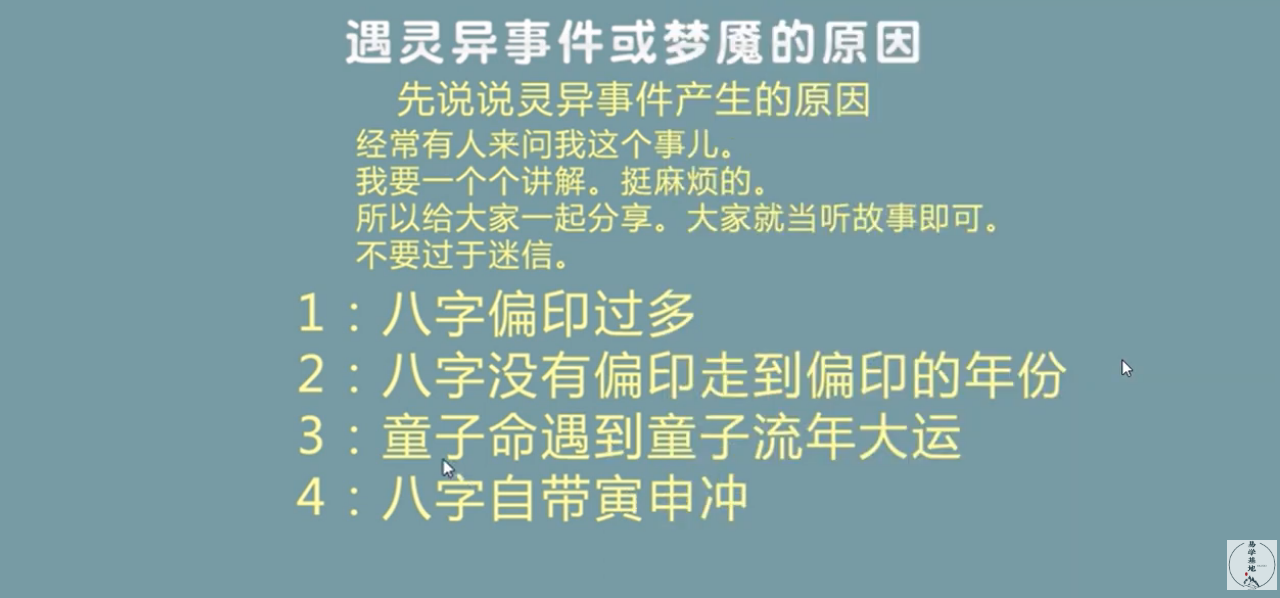 遇灵异事件或梦魇的原因
先说说灵异事件产生的原因
经常有人来问我这个事儿。
我要一个个讲解。挺麻烦的。
所以给大家一起分享。大家就当听故事即可。
不要过于迷信。
1：八字偏印过多
2：八字没有偏印走到偏印的年份
3：童子命遇到童子流年大运
4：八字自带寅申冲
易学基地